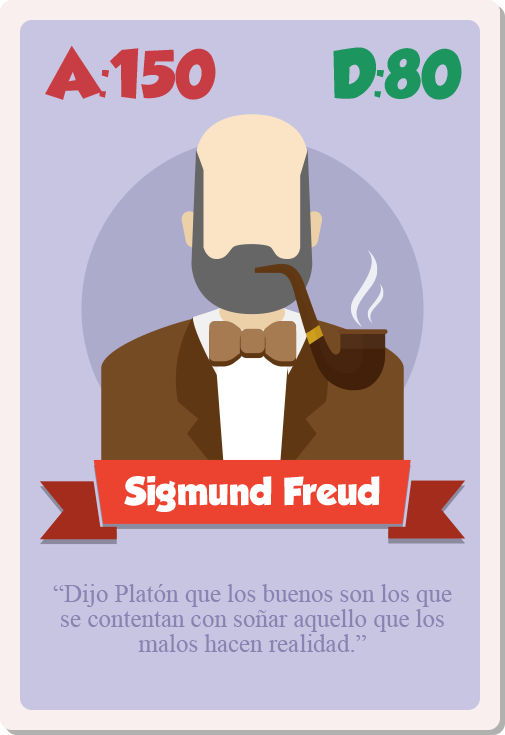 A:150 D:80
Sigmund Freud
“Dijo Platón que los buenos son los que
se contentan con soñar aquello que los
malos hacen realidad.”